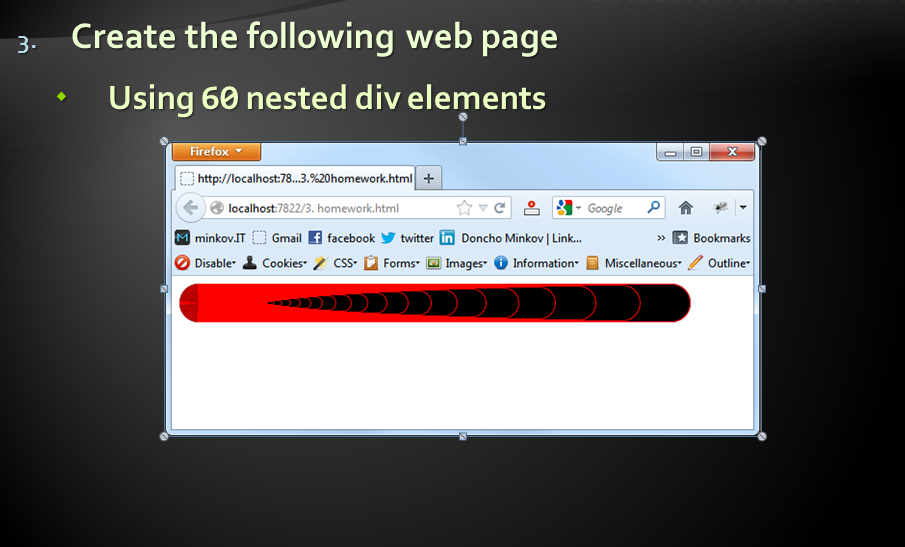 3. Create the following web page
Using 60 nested div elements
Firefox
http://localhost:78...3.%20homework.html
localhost:7822/3. homework.html
Google
minkov.IT Gmail facebook twitter Doncho Minkov | Link... » Bookmarks
Disable Cookies CSS Forms Images Information Miscellaneous Outline